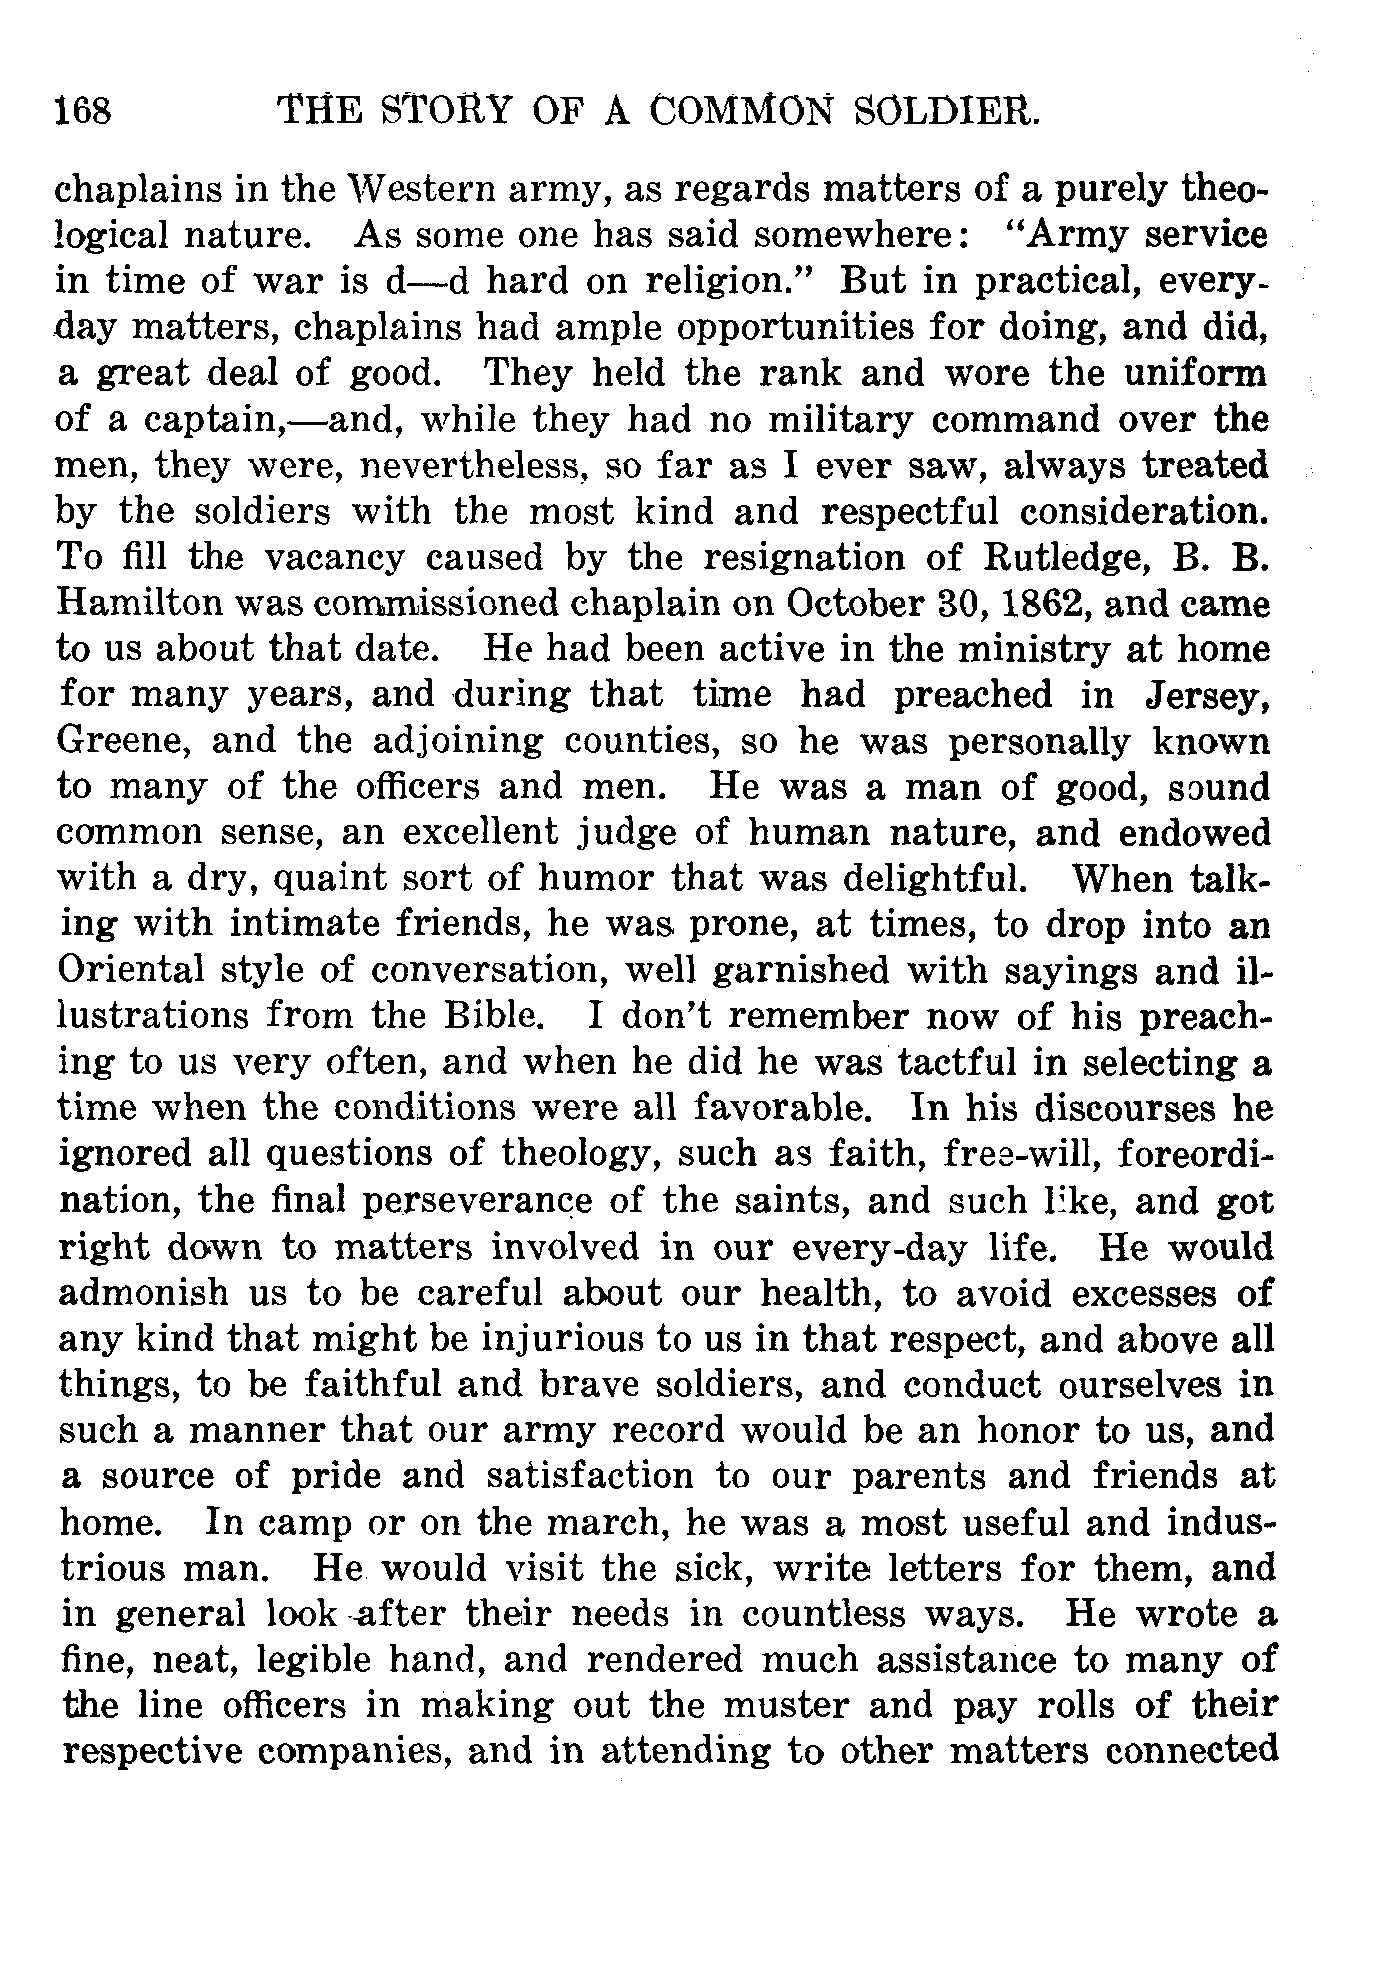 168 THE STORY OF A COMMON SOLDIER.
chaplains in the Western army, as regards matters of a purely theo-
logical nature. As some one has said somewhere: "Army service
in time of war is d—d hard on religion." But in practical, every-
day matters, chaplains had ample opportunities for doing, and did,
a great deal of good. They held the rank and wore the uniform
of a captain,—and, while they had no military command over the
men, they were, nevertheless, so far as I ever saw, always treated
by the soldiers with the most kind and respectful consideration.
To fill the vacancy caused by the resignation of Rutledge, B. B.
Hamilton was commissioned chaplain on October 30, 1862, and came
to us about that date. He had been active in the ministry at home
for many years, and during that time had preached in Jersey,
Greene, and the adjoining counties, so he was personally known
to many of the officers and men. He was a man of good, sound
common sense, an excellent judge of human nature, and endowed
with a dry, quaint sort of humor that was delightful. When talk-
ing with intimate friends, he was prone, at times, to drop into an
Oriental style of conversation, well garnished with sayings and il-
lustrations from the Bible. I don't remember now of his preach-
ing to us very often, and when he did he was tactful in selecting a
time when the conditions were all favorable. In his discourses he
ignored all questions of theology, such as faith, free-will, foreordi-
nation, the final perseverance of the saints, and such like, and got
right down to matters involved in our every-day life. He would
admonish us to be careful about our health, to avoid excesses of
any kind that might be injurious to us in that respect, and above all
things, to be faithful and brave soldiers, and conduct ourselves in
such a manner that our army record would be an honor to us, and
a source of pride and satisfaction to our parents and friends at
home. In camp or on the march, he was a most useful and indus-
trious man. He would visit the sick, write letters for them, and
in general look after their needs in countless ways. He wrote a
fine, neat, legible hand, and rendered much assistance to many of
the line officers in making out the muster and pay rolls of their
respective companies, and in attending to other matters connected